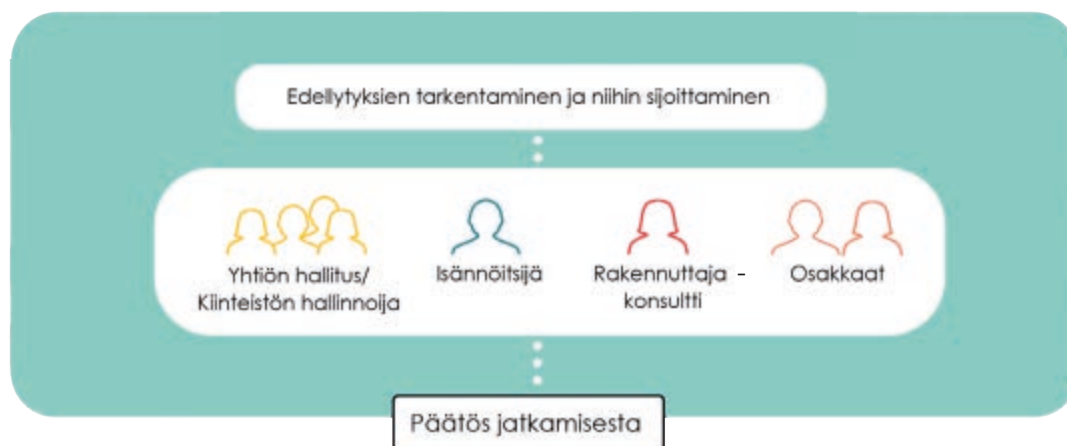 Edellytyksien tarkentaminen ja niihin sijoittaminen
Yhtiön hallitus/
Kiinteistön hallinnoija
Isännöitsijä
Rakennuttaja -
konsultti
Osakkaat
Päätös jatkamisesta